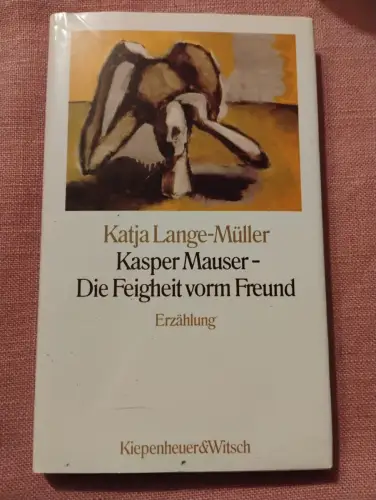 Katja Lange-Müller
Kasper Mauser –
Die Feigheit vorm Freund
Erzählung
Kiepenheuer&Witsch